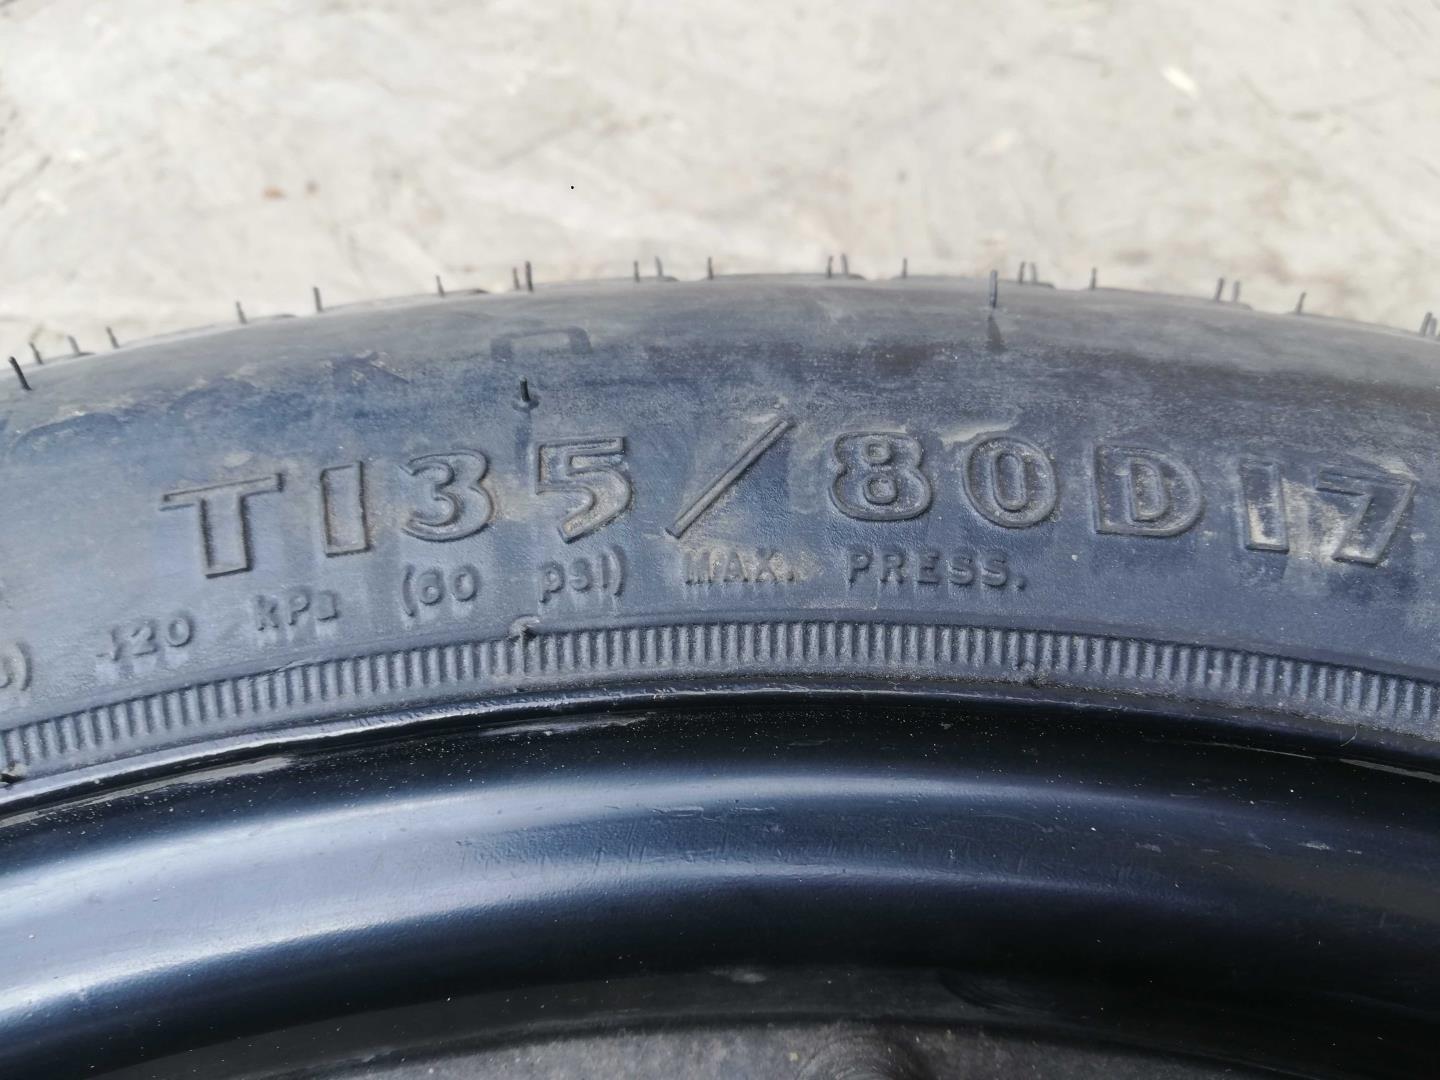 T135/80D17
420 kPa (60 psi) MAX. PRESS.